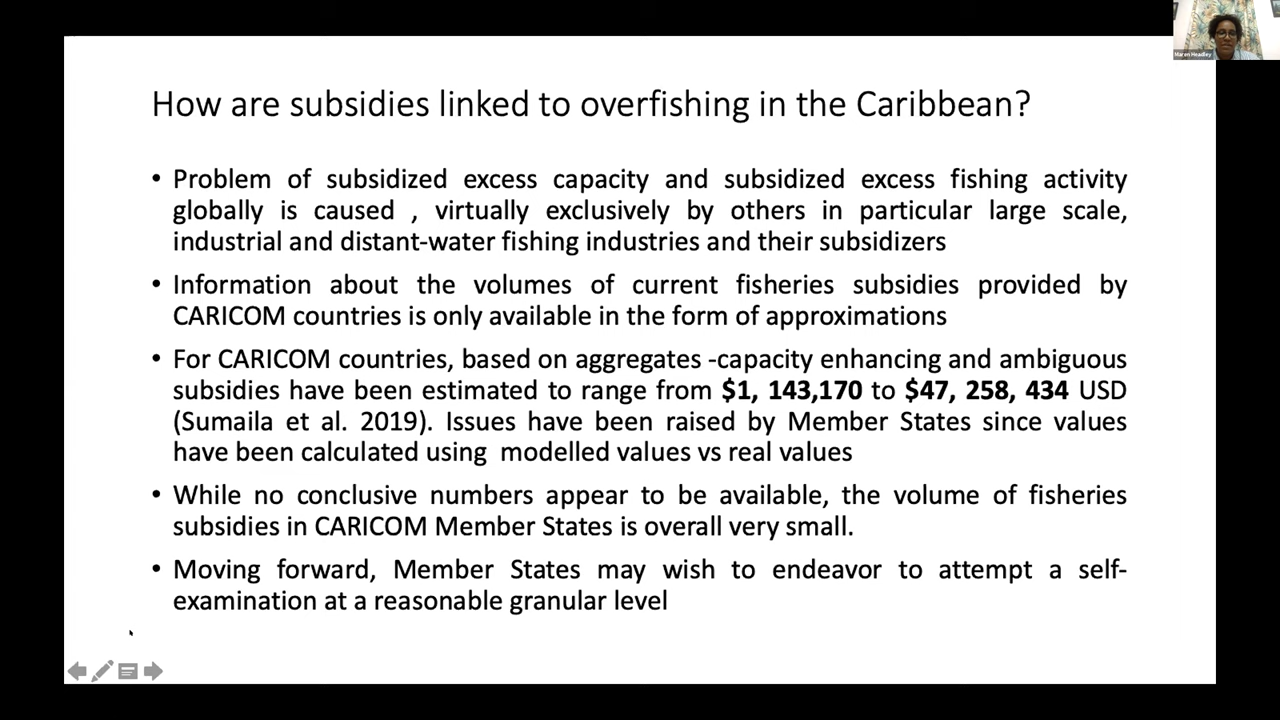 Maren Headley
How are subsidies linked to overfishing in the Caribbean?
• Problem of subsidized excess capacity and subsidized excess fishing activity
globally is caused , virtually exclusively by others in particular large scale,
industrial and distant-water fishing industries and their subsidizers
• Information about the volumes of current fisheries subsidies provided by
CARICOM countries is only available in the form of approximations
• For CARICOM countries, based on aggregates -capacity enhancing and ambiguous
subsidies have been estimated to range from $1, 143,170 to $47, 258, 434 USD
(Sumaila et al. 2019). Issues have been raised by Member States since values
have been calculated using modelled values vs real values
• While no conclusive numbers appear to be available, the volume of fisheries
subsidies in CARICOM Member States is overall very small.
• Moving forward, Member States may wish to endeavor to attempt a self-
examination at a reasonable granular level